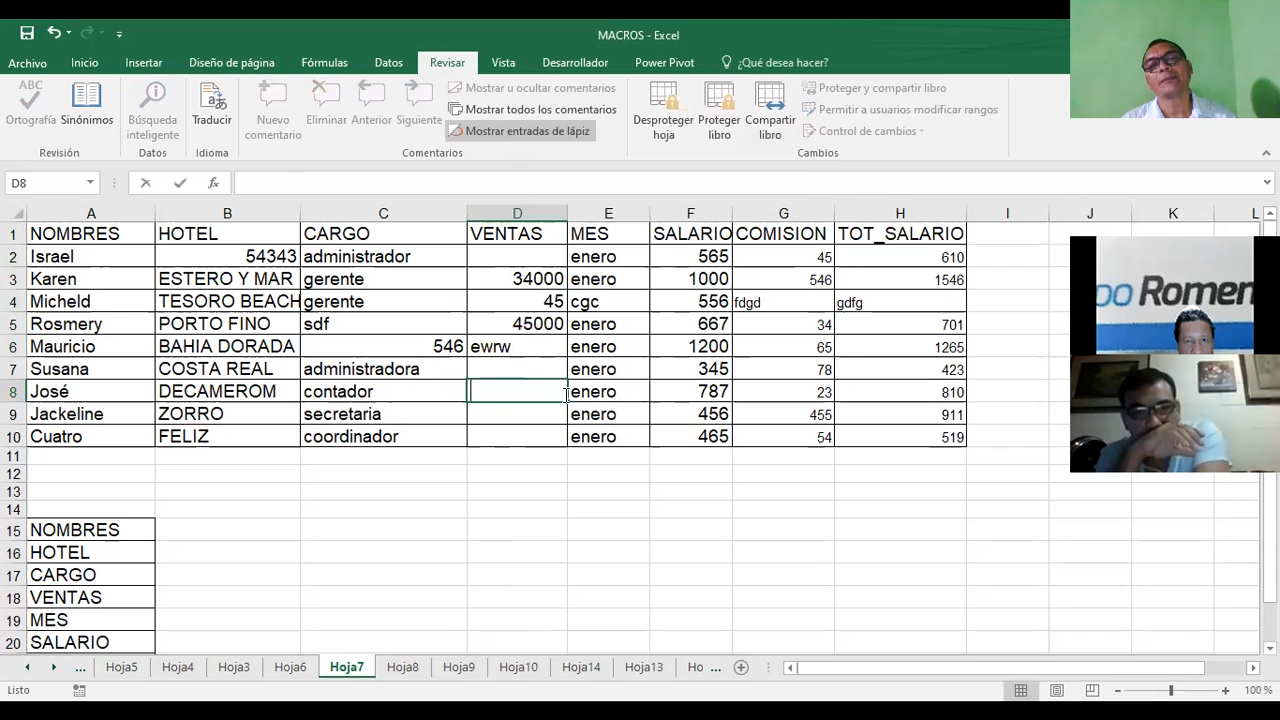 MACROS - Excel
Archivo Inicio Insertar Diseño de página Fórmulas Datos Revisar Vista Desarrollador Power Pivot ¿Qué desea hacer?
ABC
Ortografía Sinónimos
Búsqueda inteligente
Traducir
Nuevo comentario
Eliminar Anterior Siguiente
Mostrar u ocultar comentarios
Mostrar todos los comentarios
Mostrar entradas de lápiz
Desproteger hoja
Proteger libro
Compartir libro
Proteger y compartir libro
Permitir a usuarios modificar rangos
Control de cambios
Revisión Datos Idioma Comentarios Cambios
D8 fx
A B C D E F G H I J K L
1 NOMBRES HOTEL CARGO VENTAS MES SALARIO COMISION TOT_SALARIO
2 Israel 54343 administrador enero 565 45 610
3 Karen ESTERO Y MAR gerente 34000 enero 1000 546 1546
4 Micheld TESORO BEACH gerente 45 cgc 556 fdgd gdfg
5 Rosmery PORTO FINO sdf 45000 enero 667 34 701
6 Mauricio BAHIA DORADA 546 ewrw enero 1200 65 1265
7 Susana COSTA REAL administradora enero 345 78 423
8 José DECAMEROM contador enero 787 23 810
9 Jackeline ZORRO secretaria enero 456 455 911
10 Cuatro FELIZ coordinador enero 465 54 519
11
12
13
14
15 NOMBRES
16 HOTEL
17 CARGO
18 VENTAS
19 MES
20 SALARIO
... Hoja5 Hoja4 Hoja3 Hoja6 Hoja7 Hoja8 Hoja9 Hoja10 Hoja14 Hoja13 Ho ...
Listo 100 %